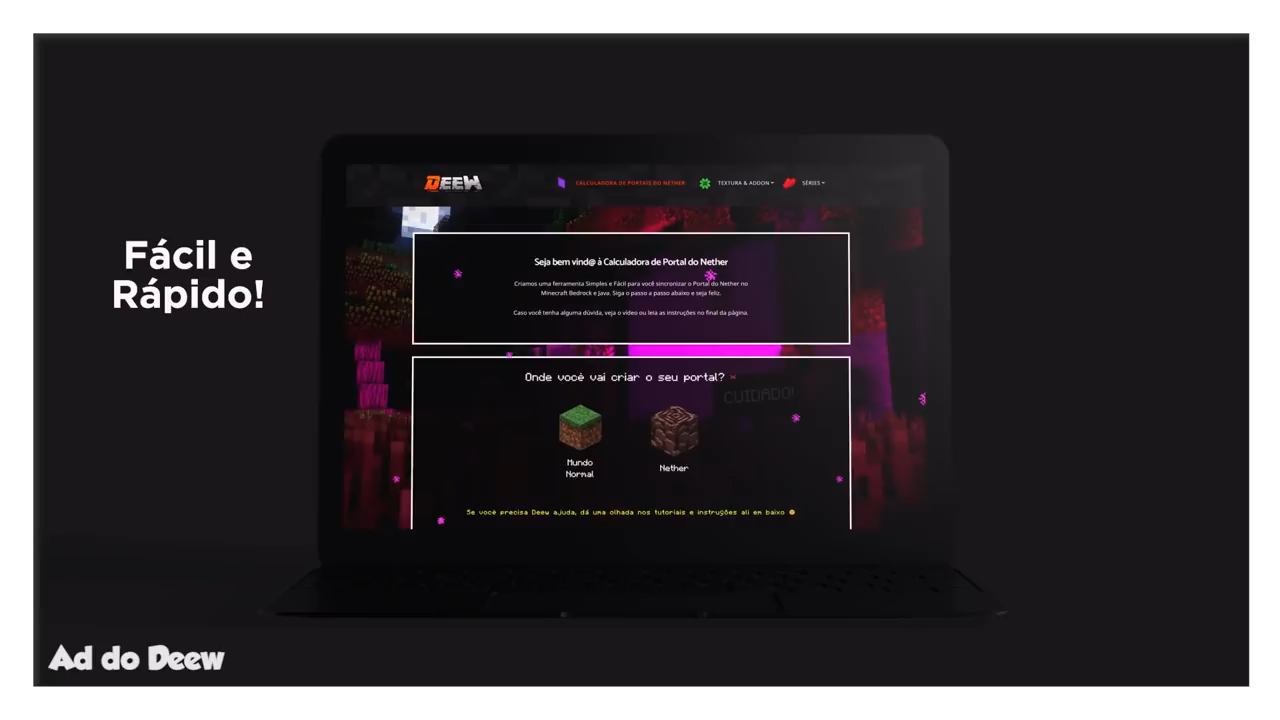 DEEW
CALCULADORA DE PORTAIS DO NETHER
TEXTURA & ADDON
SÉRIES
Fácil e
Rápido!
Seja bem vind@ à Calculadora de Portal do Nether
Criamos uma ferramenta Simples e Fácil para você sincronizar o Portal do Nether no
Minecraft Bedrock e Java. Siga o passo a passo abaixo e seja feliz.
Caso você tenha alguma dúvida, veja o vídeo ou leia as instruções no final da página.
Onde você vai criar o seu portal?
CUIDADO!
Mundo
Normal
Nether
Se você precisa Deew ajuda, dá uma olhada nos tutoriais e instruções ali em baixo
Ad do Deew